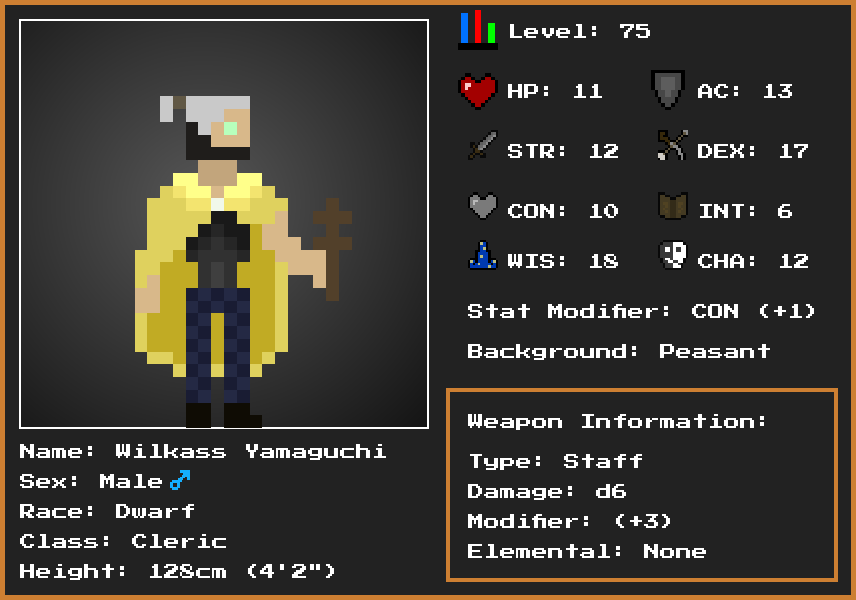 Level: 75
HP: 11 AC: 13
STR: 12 DEX: 17
CON: 10 INT: 6
WIS: 18 CHA: 12
Stat Modifier: CON (+1)
Background: Peasant
Weapon Information:
Type: Staff
Damage: d6
Modifier: (+3)
Elemental: None
Name: Wilkass Yamaguchi
Sex: Male ♂
Race: Dwarf
Class: Cleric
Height: 128cm (4'2")